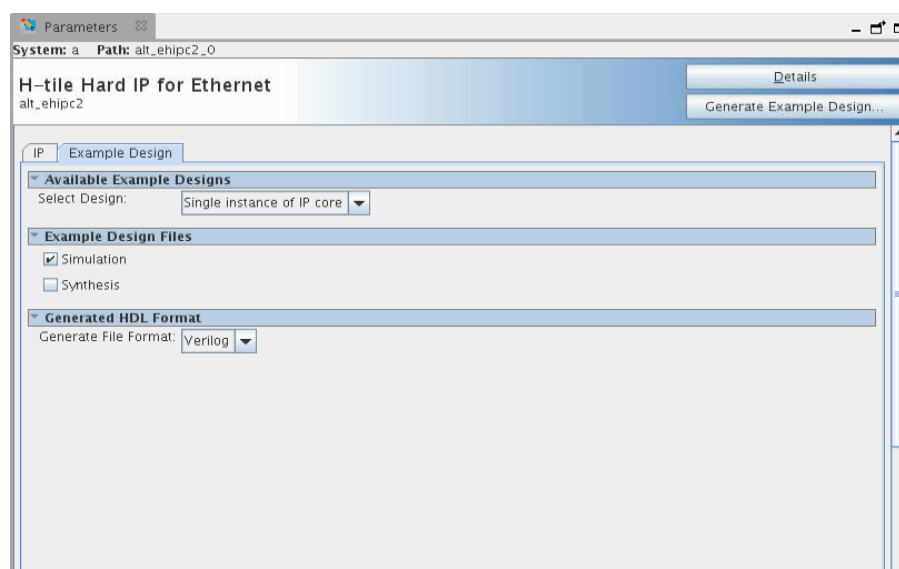 Parameters
System: a Path: alt_ehipc2_0
H-tile Hard IP for Ethernet
alt_ehipc2
Details
Generate Example Design...
IP Example Design
Available Example Designs
Select Design: Single instance of IP core
Example Design Files
Simulation
Synthesis
Generated HDL Format
Generate File Format: Verilog